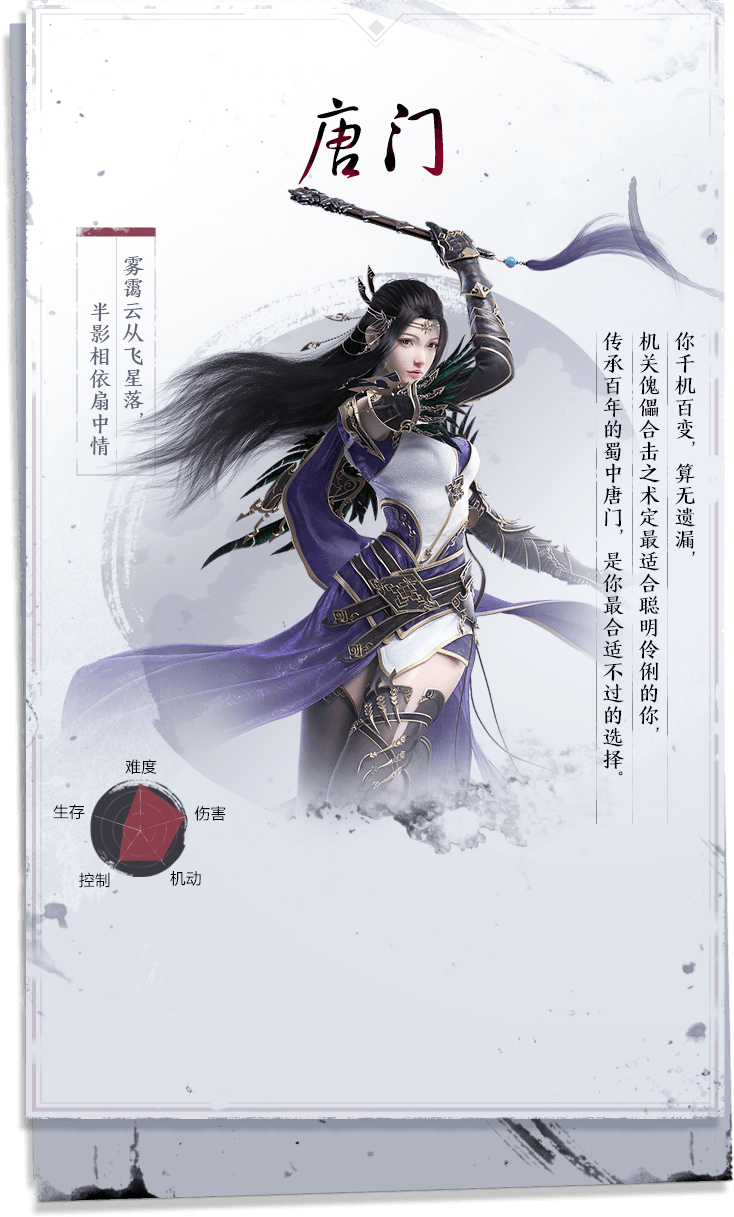 唐门
你千机百变，算无遗漏，
机关傀儡合击之术定最适合聪明伶俐的你，
传承百年的蜀中唐门，是你最合适不过的选择。
雾霭云从飞星落，
半影相依扇中情
难度
生存
伤害
控制
机动